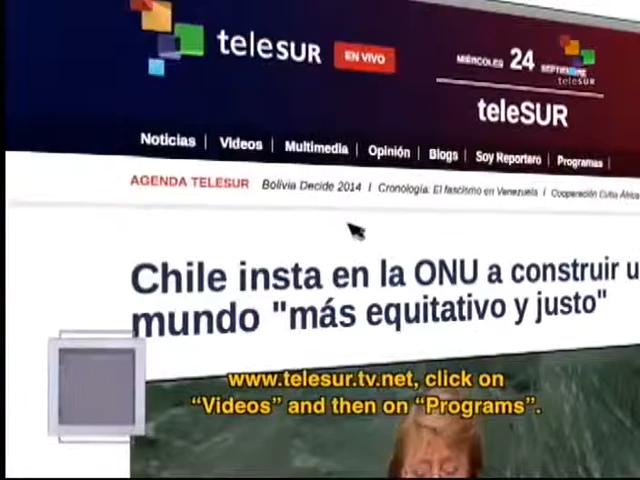 teleSUR
EN VIVO
MIÉRCOLES 24 SEPTIEMBRE
teleSUR
teleSUR
Noticias | Videos | Multimedia | Opinión | Blogs | Soy Reportero | Programas |
AGENDA TELESUR Bolivia Decide 2014 / Cronología: El fascismo en Venezuela / Cooperación Cuba África
Chile insta en la ONU a construir u
mundo "más equitativo y justo"
www.telesur.tv.net, click on
“Videos” and then on “Programs”.